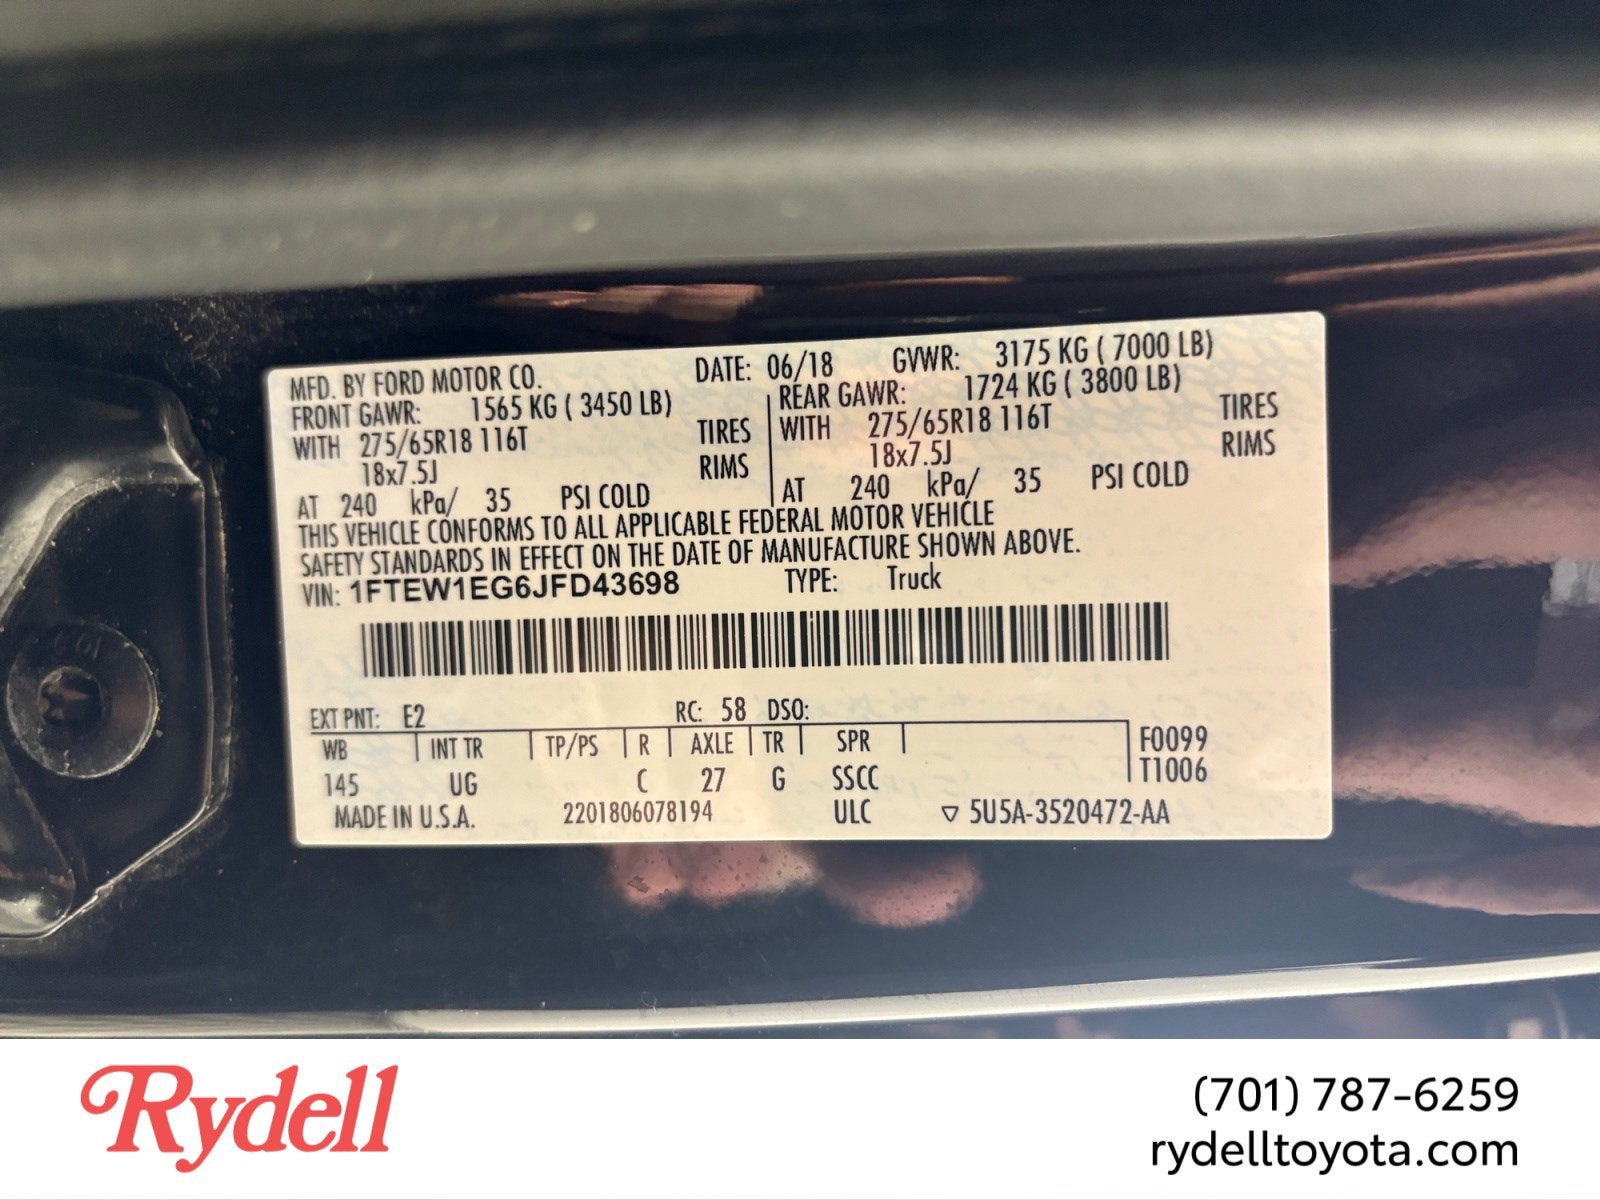 MFD. BY FORD MOTOR CO. DATE: 06/18 GVWR: 3175 KG ( 7000 LB)
FRONT GAWR: 1565 KG ( 3450 LB) REAR GAWR: 1724 KG ( 3800 LB)
WITH 275/65R18 116T TIRES WITH 275/65R18 116T TIRES
18x7.5J RIMS 18x7.5J RIMS
AT 240 kPa/ 35 PSI COLD AT 240 kPa/ 35 PSI COLD
THIS VEHICLE CONFORMS TO ALL APPLICABLE FEDERAL MOTOR VEHICLE
SAFETY STANDARDS IN EFFECT ON THE DATE OF MANUFACTURE SHOWN ABOVE.
VIN: 1FTEW1EG6JFD43698 TYPE: Truck
EXT PNT: E2 RC: 58 DSO:
WB INT TR TP/PS R AXLE TR SPR F0099
145 UG C 27 G SSCC T1006
MADE IN U.S.A. 2201806078194 ULC ▽ 5U5A-3520472-AA
Rydell
(701) 787-6259
rydelltoyota.com